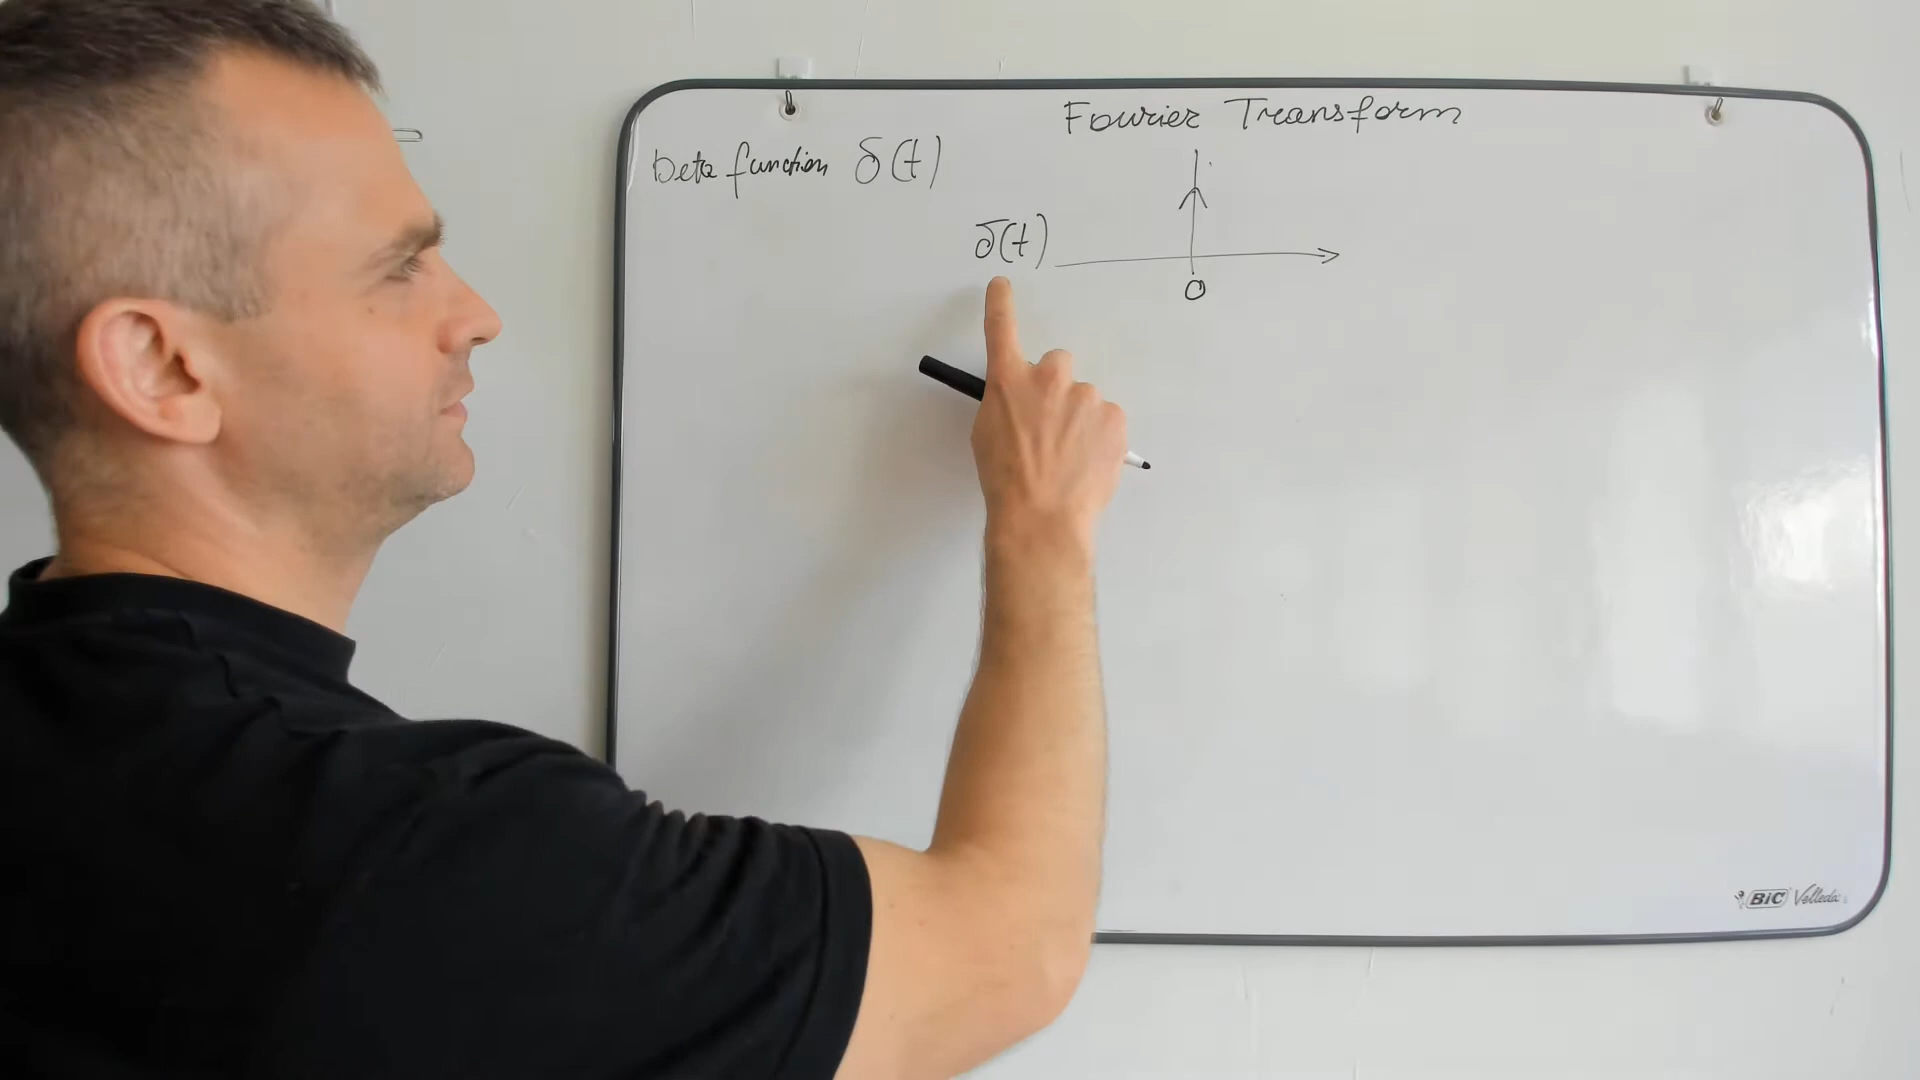 Fourier Transform
Delta function δ(t)
δ(t)
0
BIC Velleda